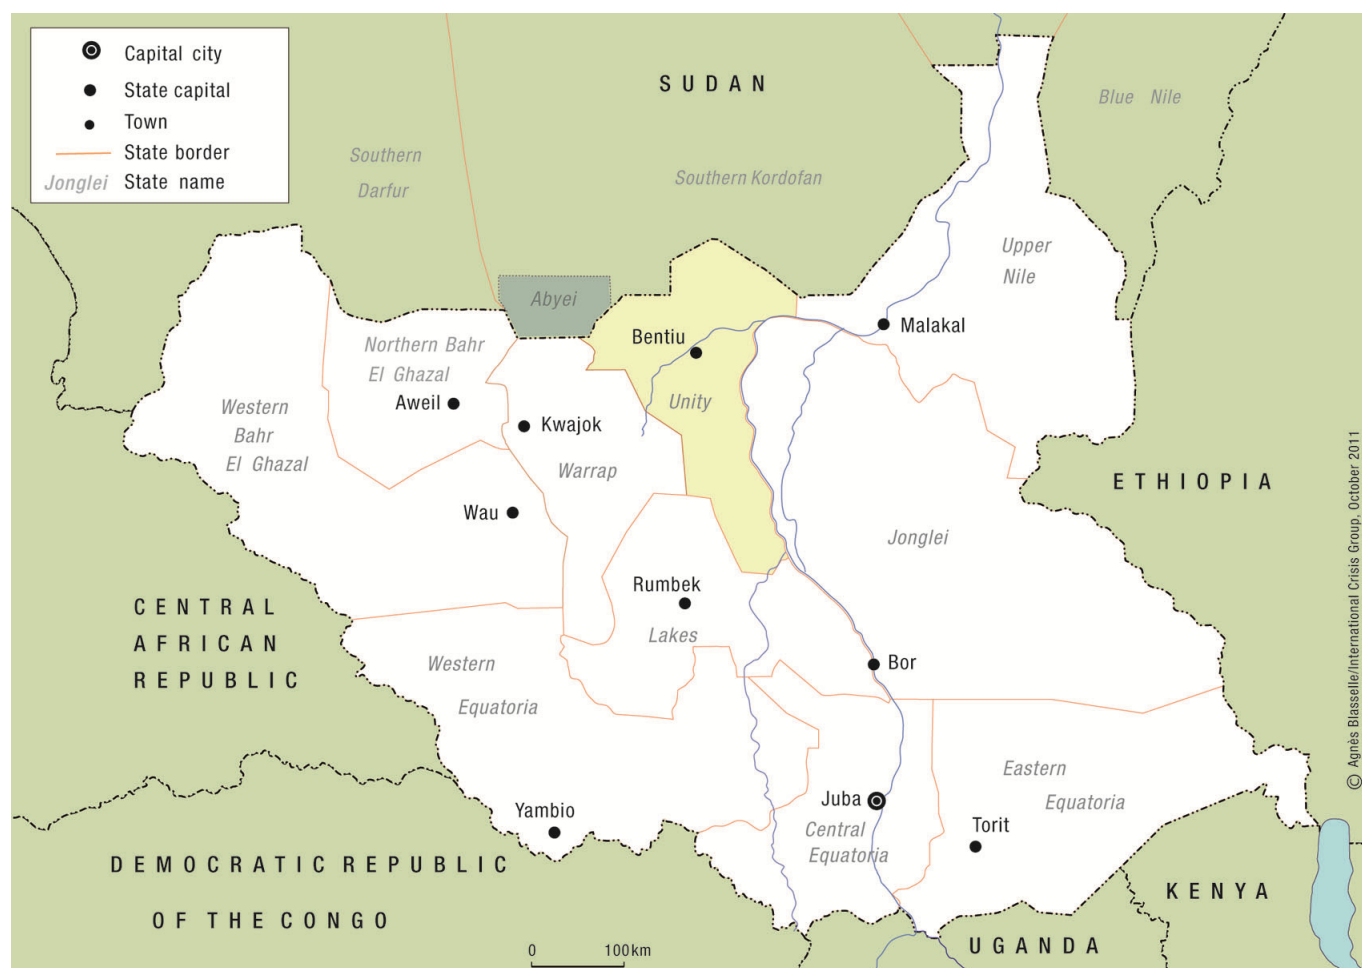 Capital city
State capital
Town
State border
Jonglei State name
SUDAN
Blue Nile
Southern
Darfur
Southern Kordofan
Upper
Nile
Abyei
Malakal
Bentiu
Northern Bahr
El Ghazal
Aweil
Unity
Western
Bahr
El Ghazal
Kwajok
Warrap
ETHIOPIA
Wau
Jonglei
Rumbek
Lakes
CENTRAL
AFRICAN
REPUBLIC
Western
Equatoria
Bor
Eastern
Equatoria
Juba
Central
Equatoria
Torit
Yambio
DEMOCRATIC REPUBLIC
OF THE CONGO
KENYA
UGANDA
0 100km
© Agnès Blasselle/International Crisis Group, October 2011